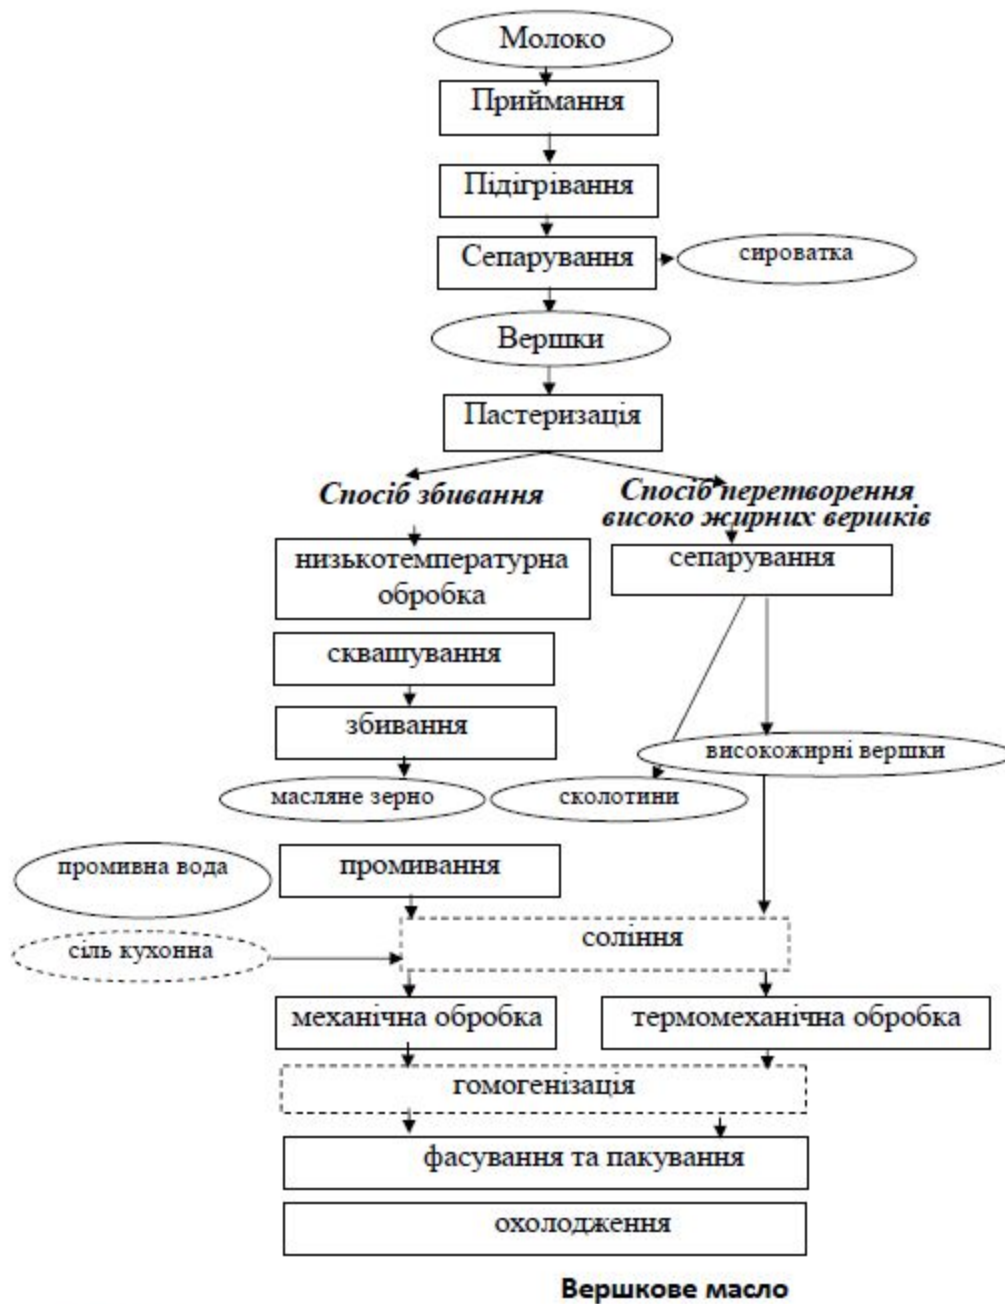 Молоко
Приймання
Підігрівання
Сепарування
сироватка
Вершки
Пастеризація
Спосіб збивання
Спосіб перетворення
високо жирних вершків
низькотемпературна
обробка
сепарування
сквашування
збивання
високожирні вершки
масляне зерно
сколотини
промивна вода
промивання
соління
сіль кухонна
механічна обробка
термомеханічна обробка
гомогенізація
фасування та пакування
охолодження
Вершкове масло